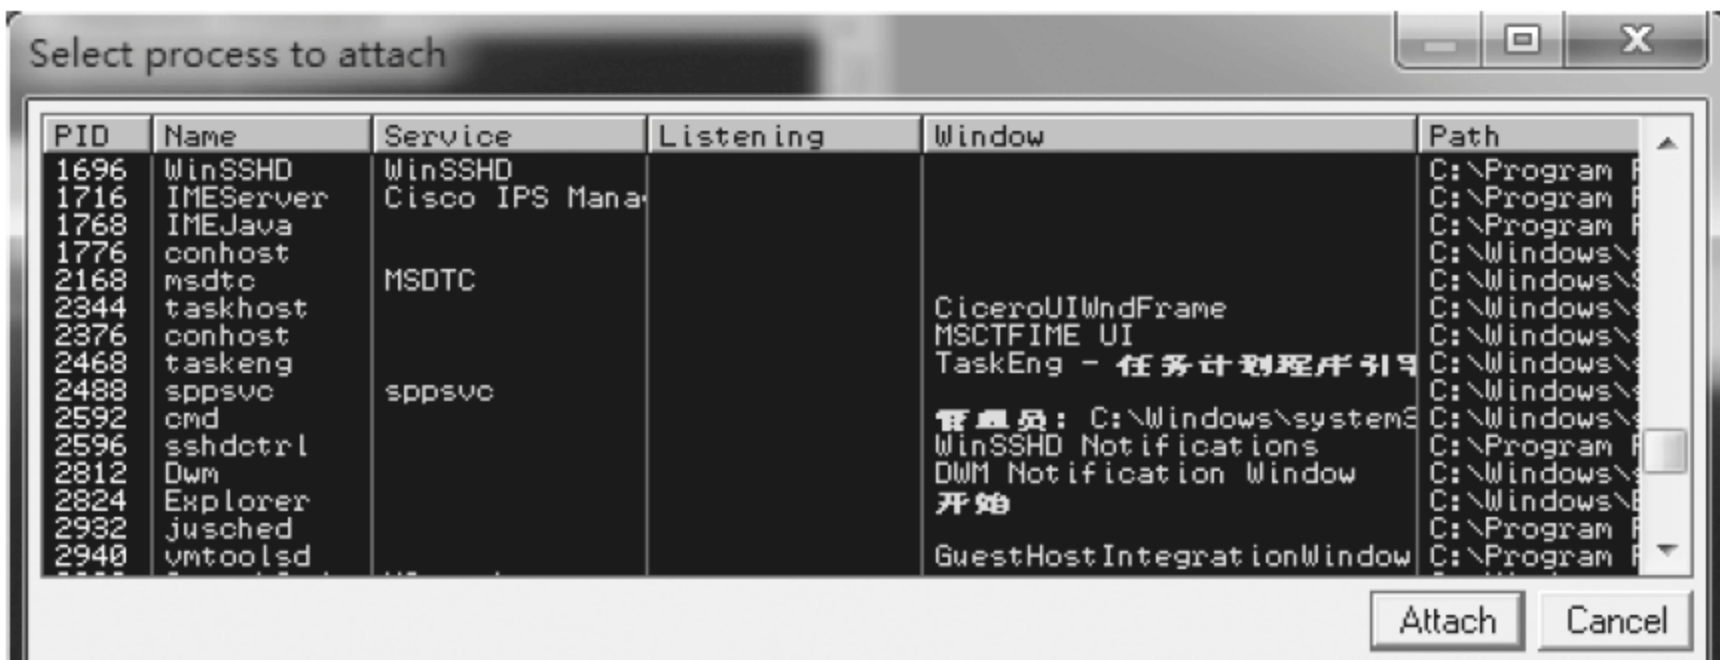 Select process to attach
PID Name Service Listening Window Path
1696 WinSSHD WinSSHD C:\Program
1716 IMEServer Cisco IPS Mana C:\Program
1768 IMEJava C:\Program
1776 conhost C:\Windows\
2168 msdtc MSDTC C:\Windows\
2344 taskhost CiceroUIWndFrame C:\Windows\
2376 conhost MSCTFIME UI C:\Windows\
2468 taskeng TaskEng - 任务计划程序引 C:\Windows\
2488 sppsvc sppsvc C:\Windows\
2592 cmd 管理员: C:\Windows\system3 C:\Windows\
2596 sshdctrl WinSSHD Notifications C:\Program
2812 Dwm DWM Notification Window C:\Windows\
2824 Explorer 开始 C:\Windows\
2932 jusched C:\Program
2940 vmtoolsd GuestHostIntegrationWindow C:\Program
Attach Cancel